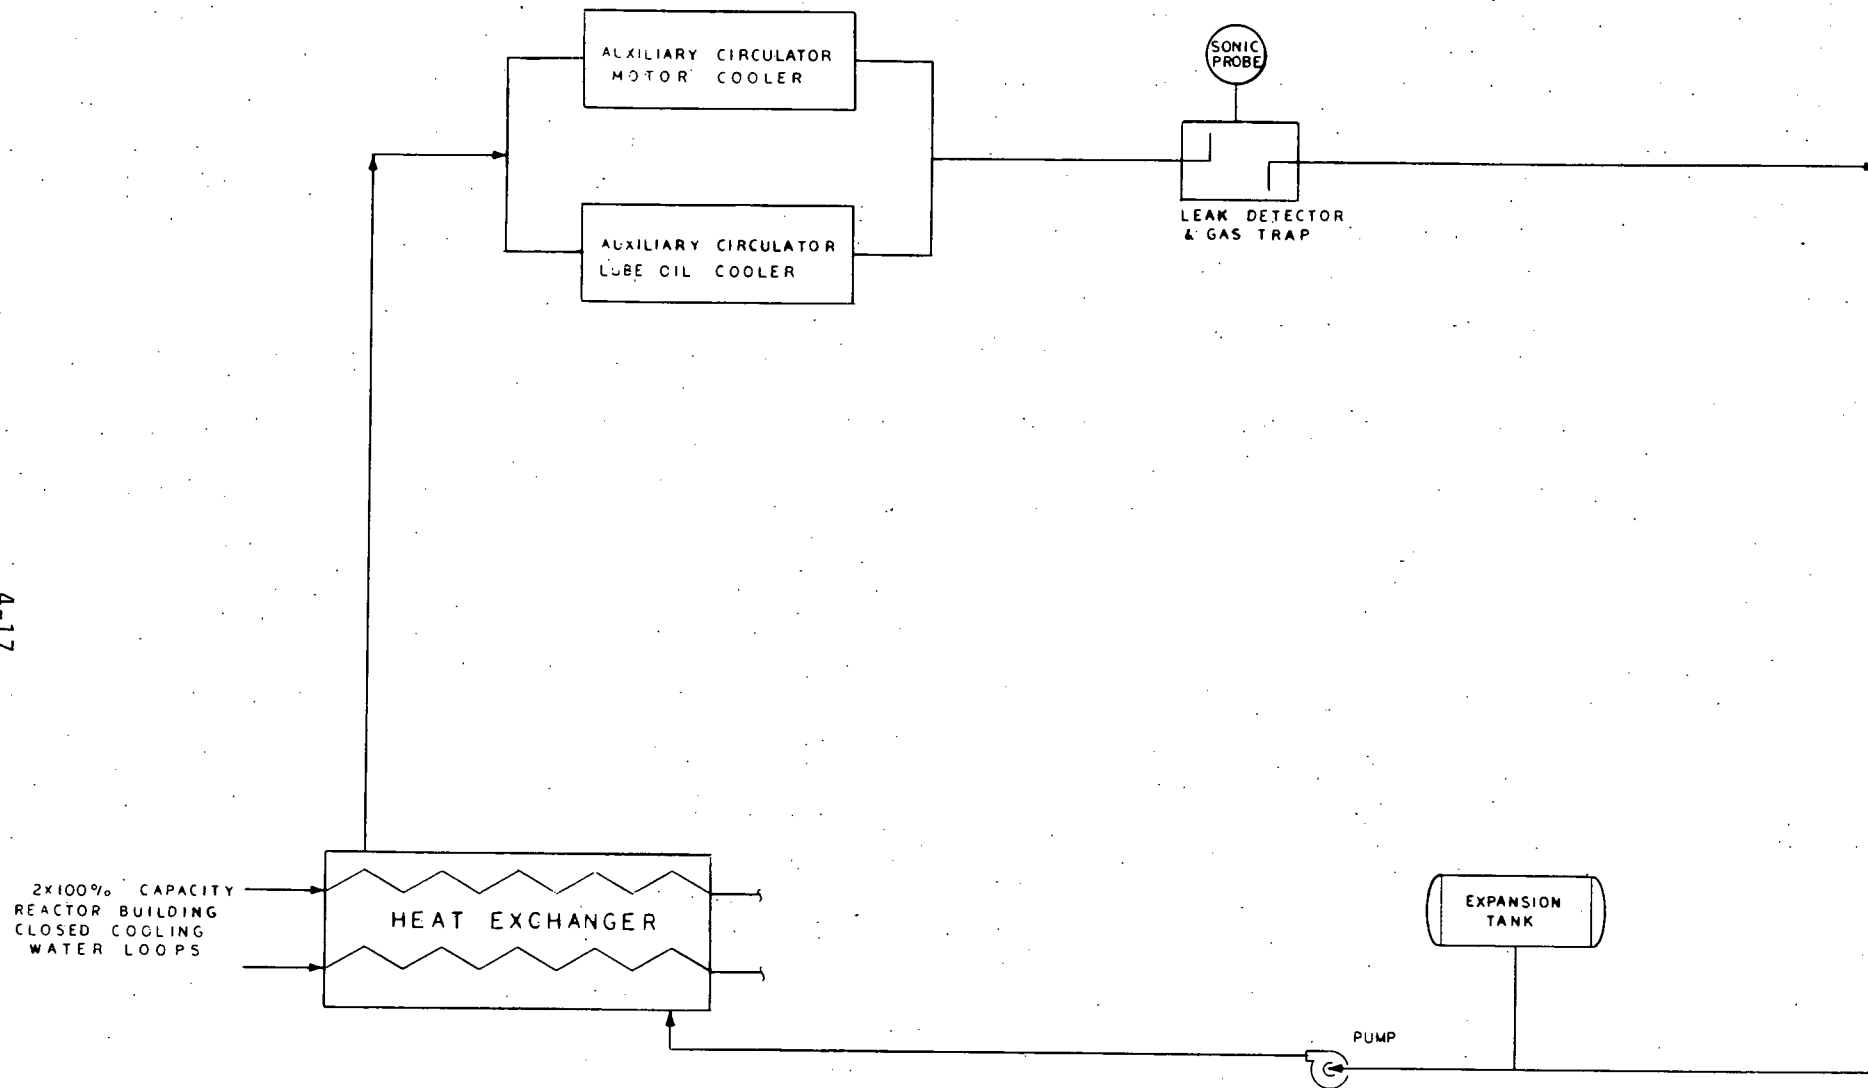 AUXILIARY CIRCULATOR
MOTOR COOLER
SONIC
PROBE
LEAK DETECTOR
& GAS TRAP
AUXILIARY CIRCULATOR
LUBE OIL COOLER
4-17
2X100% CAPACITY
REACTOR BUILDING
CLOSED COOLING
WATER LOOPS
HEAT EXCHANGER
EXPANSION
TANK
PUMP